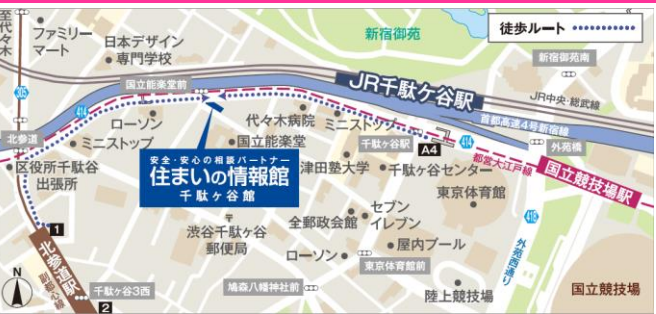 至代々木
ファミリーマート
日本デザイン
専門学校
新宿御苑
徒歩ルート
新宿御苑南
JR中央・総武線
305
414
国立能楽堂前
JR千駄ケ谷駅
首都高速4号新宿線
北参道
ローソン
ミニストップ
代々木病院
ミニストップ
国立能楽堂
千駄ケ谷駅
A4
414
外苑橋
都営大江戸線
国立競技場駅
区役所千駄谷
出張所
安全・安心の相談パートナー
住まいの情報館
千駄ヶ谷館
津田塾大学
千駄ケ谷センター
東京体育館
1
〒
渋谷千駄ケ谷
郵便局
全郵政会館
セブン
イレブン
418
外苑西通り
北参道駅
副都心線
ローソン
屋内プール
東京体育館前
N
千駄ヶ谷3西
鳩森八幡神社前
陸上競技場
国立競技場
2